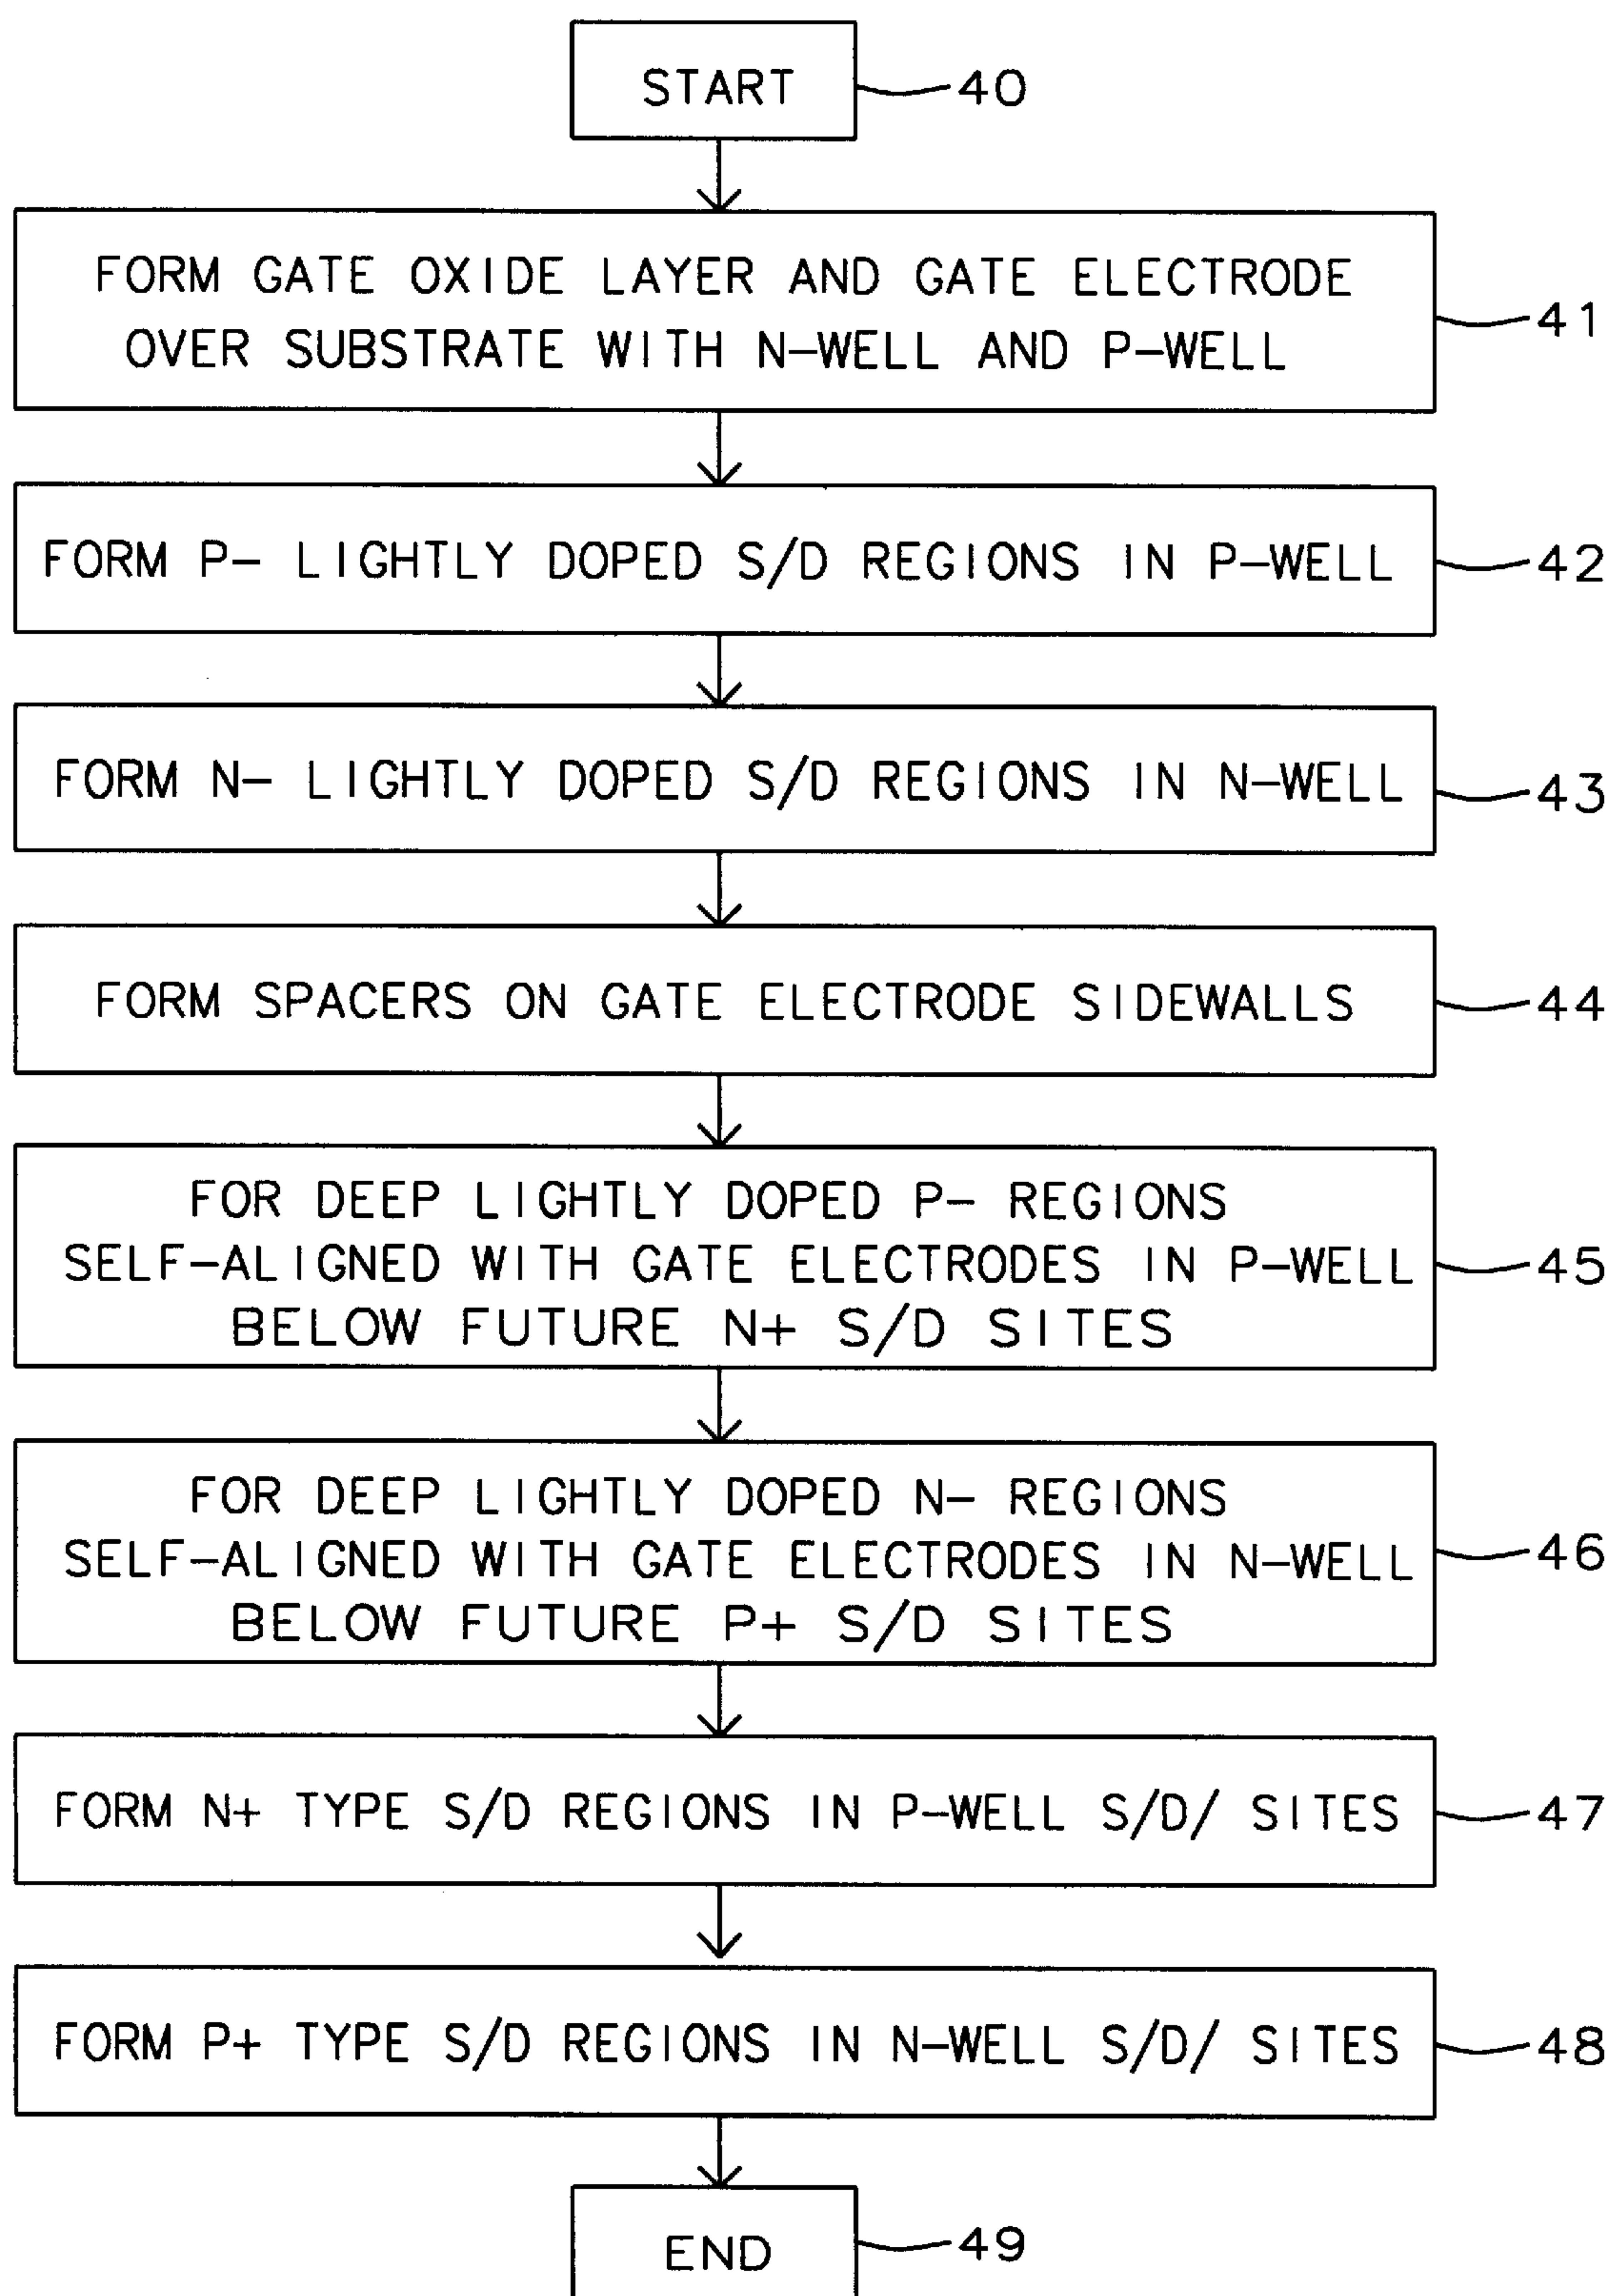 START
40
FORM GATE OXIDE LAYER AND GATE ELECTRODE
OVER SUBSTRATE WITH N-WELL AND P-WELL
41
FORM P- LIGHTLY DOPED S/D REGIONS IN P-WELL
42
FORM N- LIGHTLY DOPED S/D REGIONS IN N-WELL
43
FORM SPACERS ON GATE ELECTRODE SIDEWALLS
44
FOR DEEP LIGHTLY DOPED P- REGIONS
SELF-ALIGNED WITH GATE ELECTRODES IN P-WELL
BELOW FUTURE N+ S/D SITES
45
FOR DEEP LIGHTLY DOPED N- REGIONS
SELF-ALIGNED WITH GATE ELECTRODES IN N-WELL
BELOW FUTURE P+ S/D SITES
46
FORM N+ TYPE S/D REGIONS IN P-WELL S/D/ SITES
47
FORM P+ TYPE S/D REGIONS IN N-WELL S/D/ SITES
48
END
49